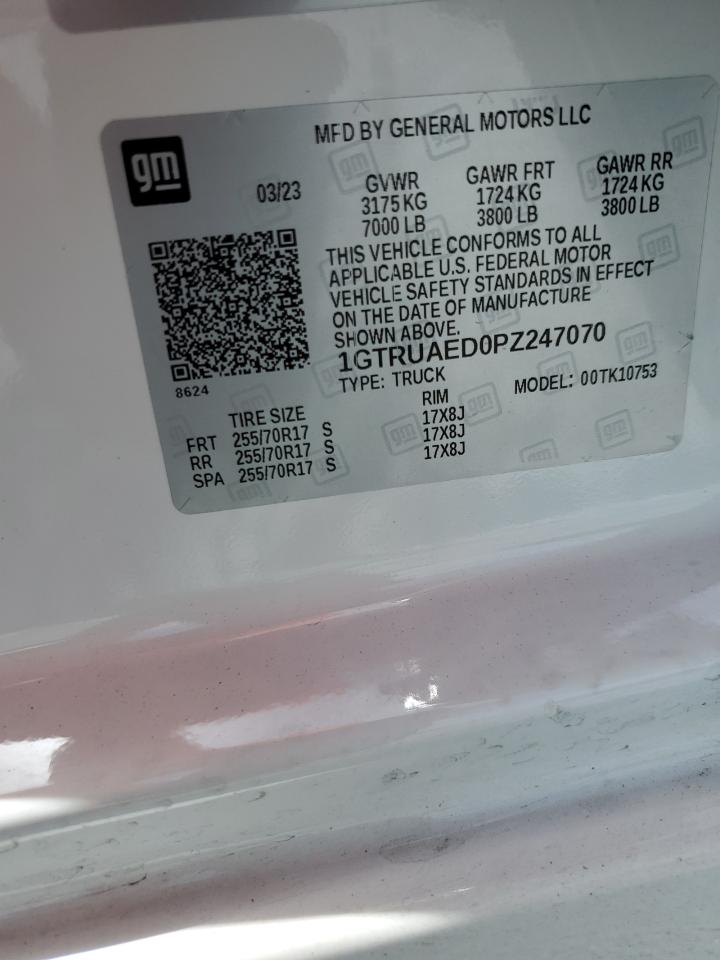 gm
MFD BY GENERAL MOTORS LLC
03/23
GVWR
3175 KG
7000 LB
GAWR FRT
1724 KG
3800 LB
GAWR RR
1724 KG
3800 LB
THIS VEHICLE CONFORMS TO ALL
APPLICABLE U.S. FEDERAL MOTOR
VEHICLE SAFETY STANDARDS IN EFFECT
ON THE DATE OF MANUFACTURE
SHOWN ABOVE.
1GTRUAED0PZ247070
8624
TYPE: TRUCK
MODEL: 00TK10753
TIRE SIZE RIM
FRT 255/70R17 S 17X8J
RR 255/70R17 S 17X8J
SPA 255/70R17 S 17X8J